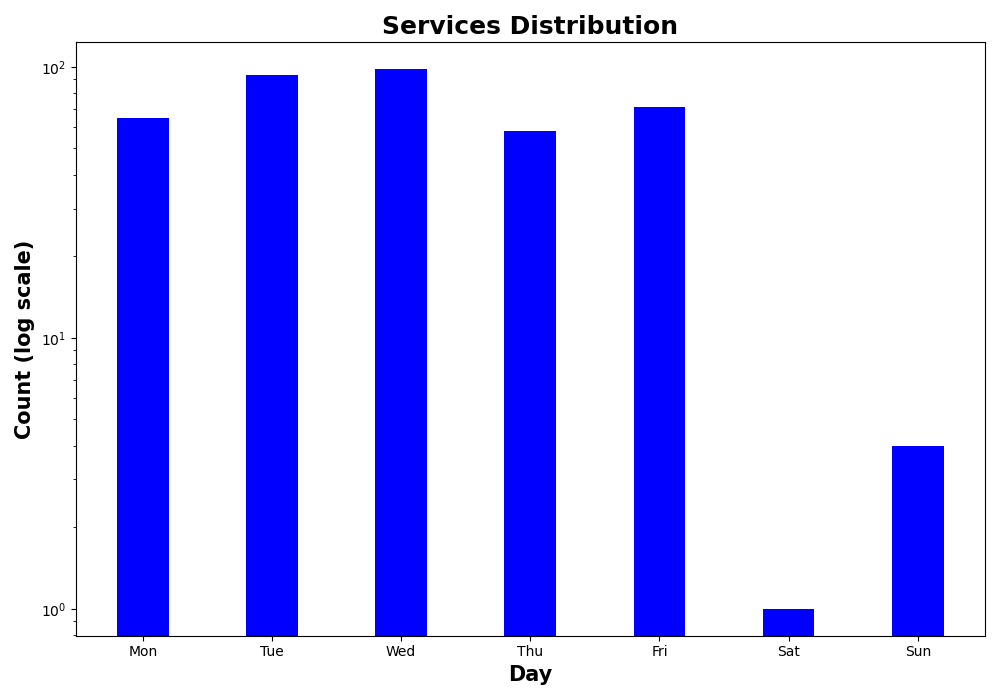 Services Distribution
10²
10¹
10⁰
Count (log scale)
Mon Tue Wed Thu Fri Sat Sun
Day